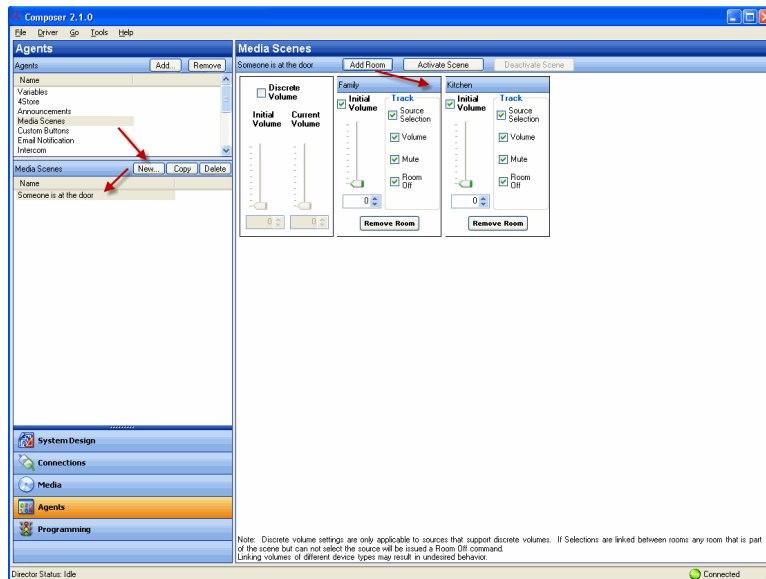 Composer 2.1.0
File Driver Go Tools Help
Agents
Agents Add... Remove
Name
Variables
4Store
Announcements
Media Scenes
Custom Buttons
Email Notification
Intercom
Media Scenes New... Copy Delete
Name
Someone is at the door
System Design
Connections
Media
Agents
Programming
Media Scenes
Someone is at the door Add Room Activate Scene Deactivate Scene
Discrete
Volume
Initial Current
Volume Volume
0 0
Family
Initial
Volume
Track
Source
Selection
Volume
Mute
Room
Off
0
Remove Room
Kitchen
Initial
Volume
Track
Source
Selection
Volume
Mute
Room
Off
0
Remove Room
Note: Discrete volume settings are only applicable to sources that support discrete volumes. If Selections are linked between rooms any room that is part
of the scene but can not select the source will be issued a Room Off command.
Linking volumes of different device types may result in undesired behavior.
Director Status: Idle
Connected